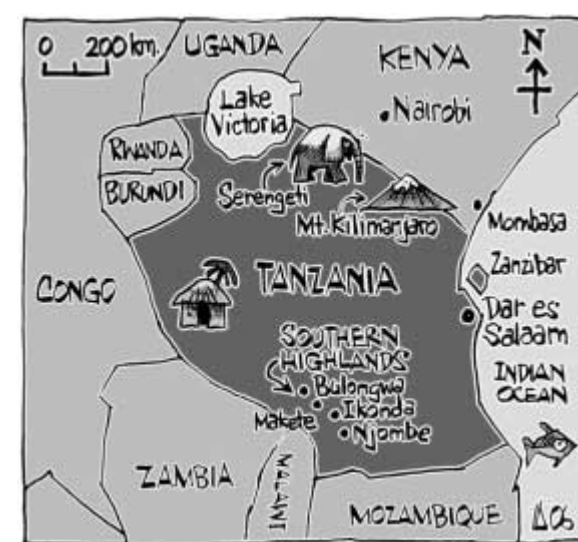 0 200 km.
UGANDA
KENYA
N
Lake
Victoria
Nairobi
RWANDA
BURUNDI
Serengeti
Mt. Kilimanjaro
Mombasa
Zanzibar
CONGO
TANZANIA
Dar es
Salaam
SOUTHERN
HIGHLANDS
INDIAN
OCEAN
Bulongwa
Makete
Ikonda
Njombe
ZAMBIA
MALAWI
MOZAMBIQUE